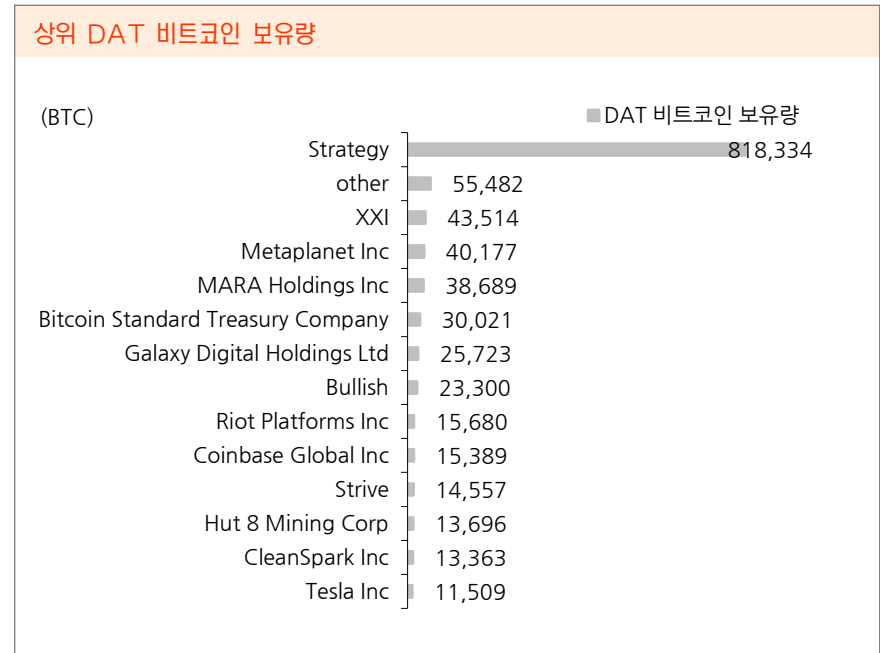 상위 DAT 비트코인 보유량
(BTC)
DAT 비트코인 보유량
Strategy 818,334
other 55,482
XXI 43,514
Metaplanet Inc 40,177
MARA Holdings Inc 38,689
Bitcoin Standard Treasury Company 30,021
Galaxy Digital Holdings Ltd 25,723
Bullish 23,300
Riot Platforms Inc 15,680
Coinbase Global Inc 15,389
Strive 14,557
Hut 8 Mining Corp 13,696
CleanSpark Inc 13,363
Tesla Inc 11,509